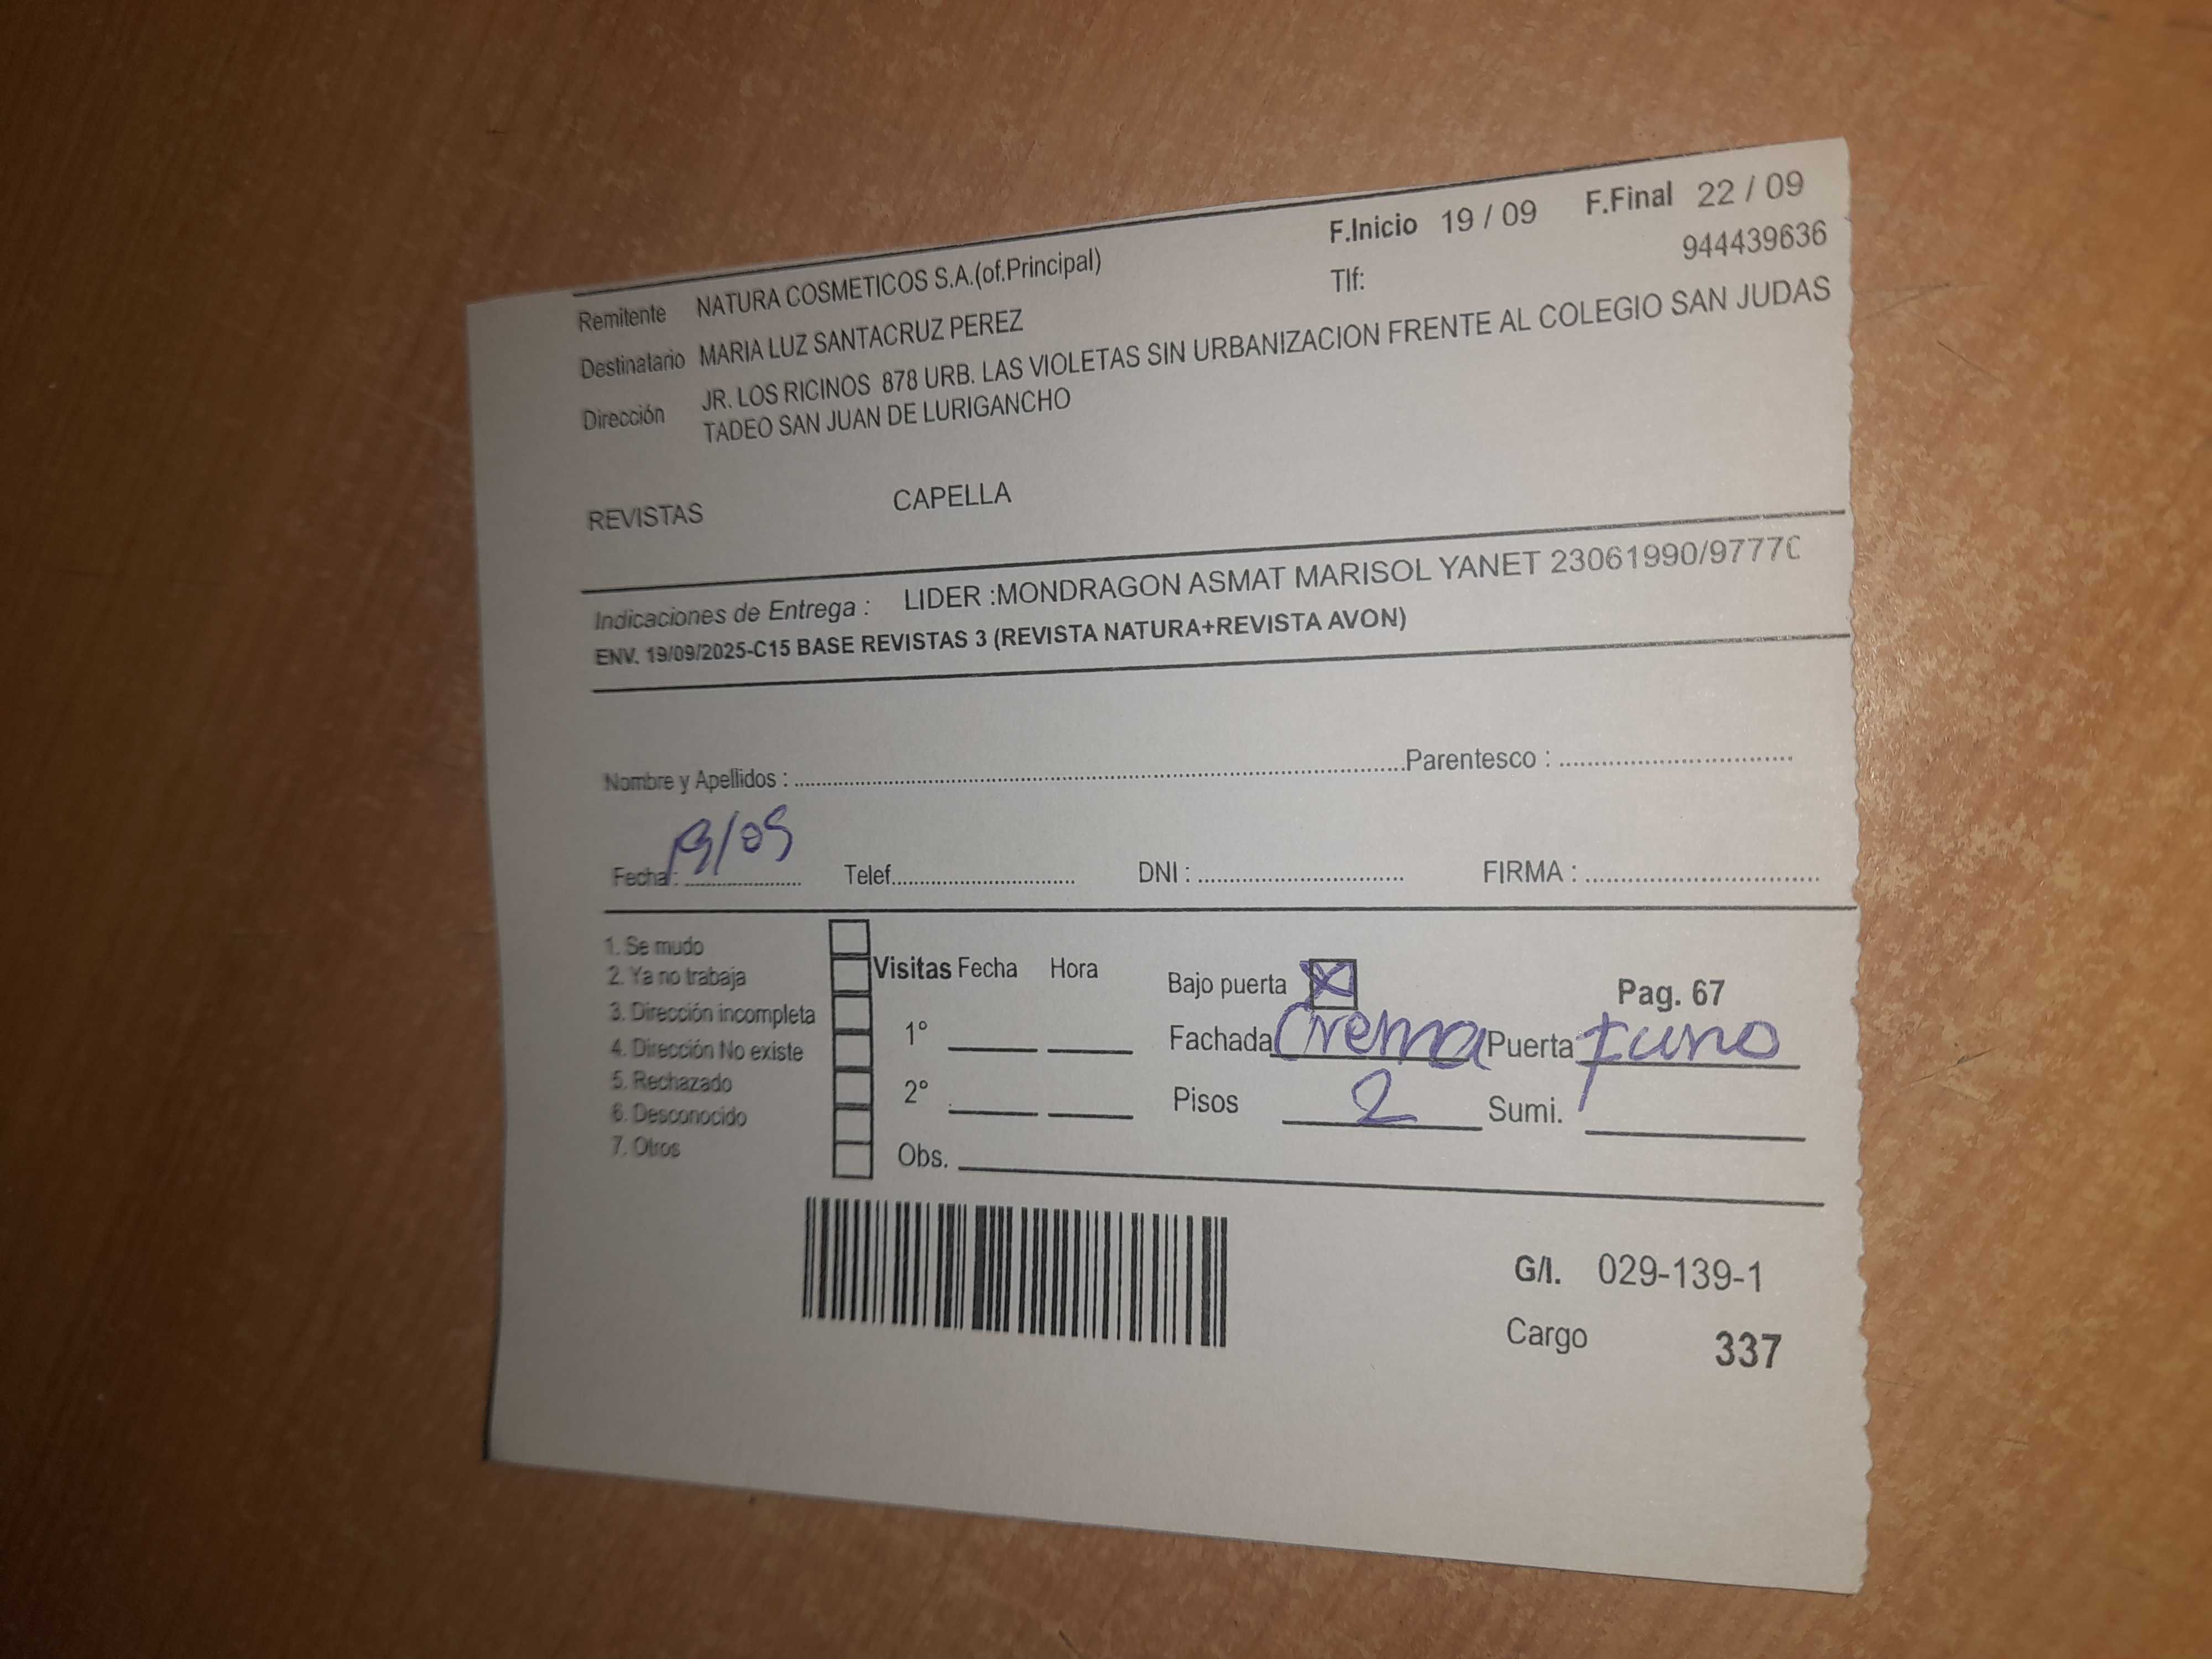 F.Inicio 19 / 09 F.Final 22 / 09
Remitente NATURA COSMETICOS S.A.(of.Principal)
Tlf: 944439636
Destinatario MARIA LUZ SANTACRUZ PEREZ
Dirección JR. LOS RICINOS 878 URB. LAS VIOLETAS SIN URBANIZACION FRENTE AL COLEGIO SAN JUDAS
TADEO SAN JUAN DE LURIGANCHO
REVISTAS CAPELLA
Indicaciones de Entrega : LIDER :MONDRAGON ASMAT MARISOL YANET 23061990/9777
ENV. 19/09/2025-C15 BASE REVISTAS 3 (REVISTA NATURA+REVISTA AVON)
Nombre y Apellidos : Parentesco :
Fecha : 19/09 Telef. DNI : FIRMA :
1. Se mudo
2. Ya no trabaja
3. Dirección incompleta
4. Dirección No existe
5. Rechazado
6. Desconocido
7. Otros
Visitas Fecha Hora
1°
2°
Obs.
Bajo puerta X Pag. 67
Fachada Crema Puerta
Pisos 2 Sumi.
G/I. 029-139-1
Cargo 337